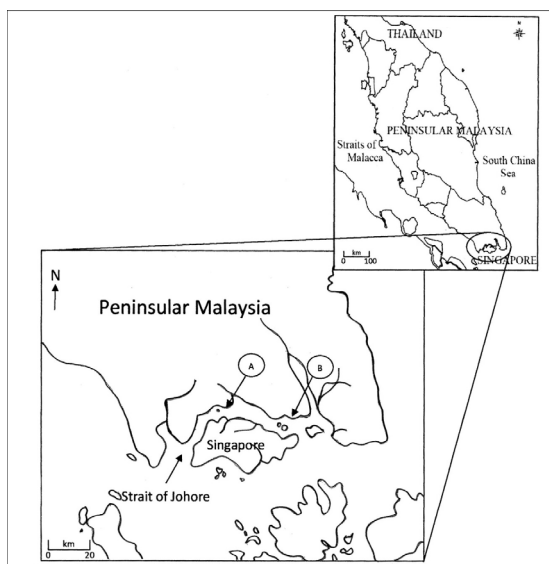 THAILAND
N
PENINSULAR MALAYSIA
Straits of
Malacca
South China
Sea
km
0 100
SINGAPORE
N
Peninsular Malaysia
A
B
Singapore
Strait of Johore
km
0 20